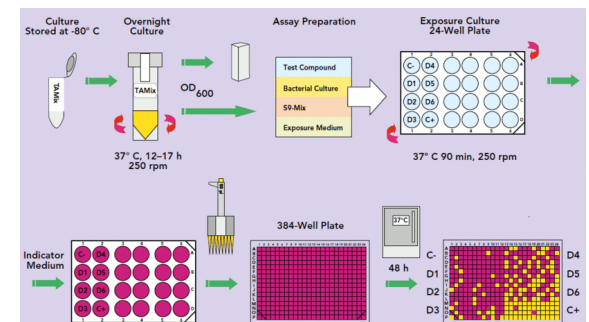 Culture
Stored at -80° C
Overnight
Culture
Assay Preparation
Exposure Culture
24-Well Plate
TAMix
TAMix
OD600
Test Compound
Bacterial Culture
S9-Mix
Exposure Medium
C- D4
D1 D5
D2 D6
D3 C+
37° C, 12–17 h
250 rpm
37° C 90 min, 250 rpm
Indicator
Medium
C- D4
D1 D5
D2 D6
D3 C+
384-Well Plate
37°C
48 h
C- D4
D1 D5
D2 D6
D3 C+